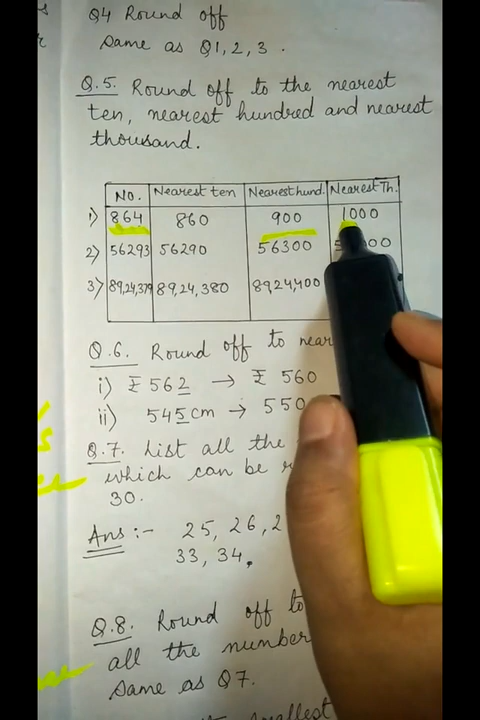 Q4 Round off
same as Q1, 2, 3.
Q.5. Round off to the nearest
ten, nearest hundred and nearest
thousand.
No. Nearest ten Nearest hund. Nearest Th.
1) 864 860 900 1000
2) 56293 56290 56300
3) 89,24,379 89,24,380 8924,400
Q.6. Round off to
i) ₹ 562 → ₹ 560
ii) 545 cm → 550
Q.7. List all the
which can be
30.
Ans :- 25, 26,
33, 34,
Q.8. Round off to
all the number
same as Q7.
smallest